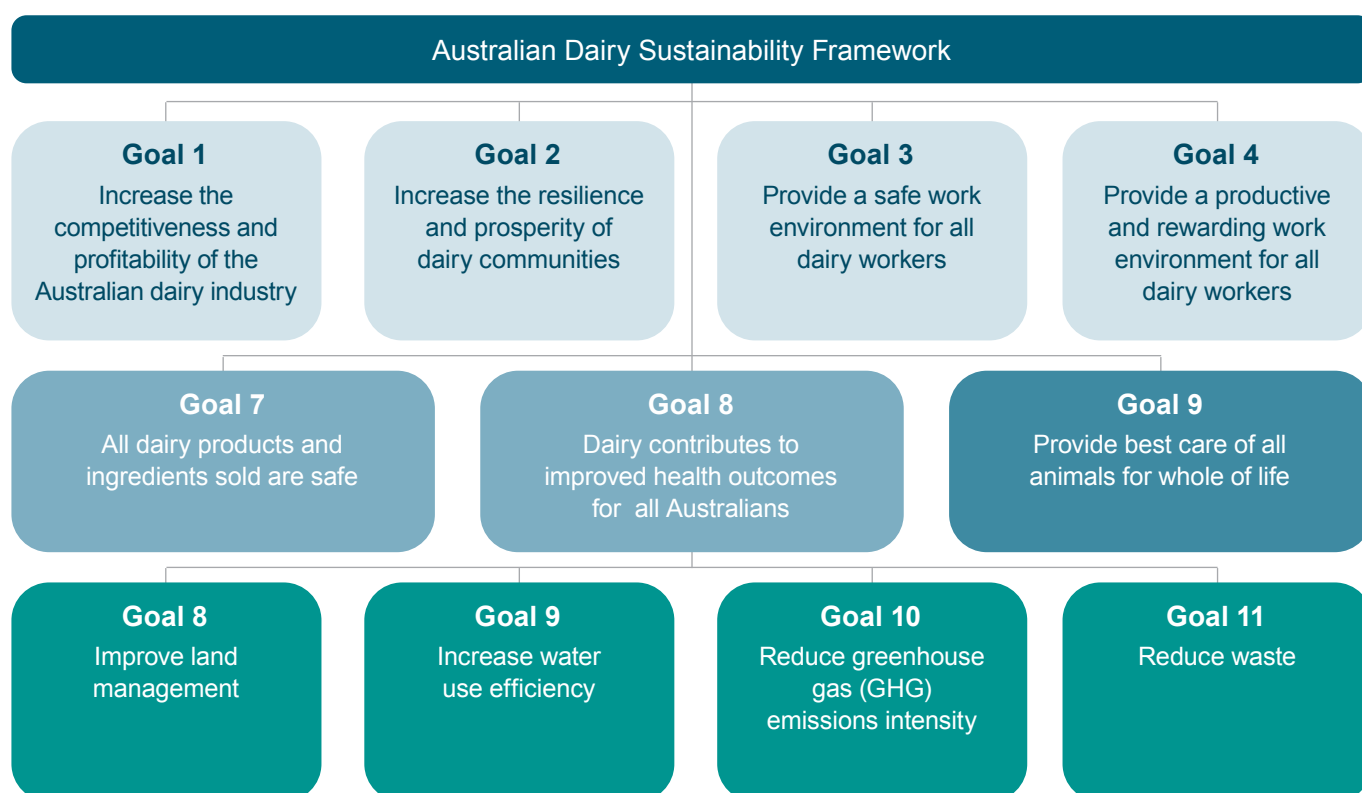 Australian Dairy Sustainability Framework
Goal 1
Increase the
competitiveness and
profitability of the
Australian dairy industry
Goal 2
Increase the resilience
and prosperity of
dairy communities
Goal 3
Provide a safe work
environment for all
dairy workers
Goal 4
Provide a productive
and rewarding work
environment for all
dairy workers
Goal 7
All dairy products and
ingredients sold are safe
Goal 8
Dairy contributes to
improved health outcomes
for all Australians
Goal 9
Provide best care of all
animals for whole of life
Goal 8
Improve land
management
Goal 9
Increase water
use efficiency
Goal 10
Reduce greenhouse
gas (GHG)
emissions intensity
Goal 11
Reduce waste